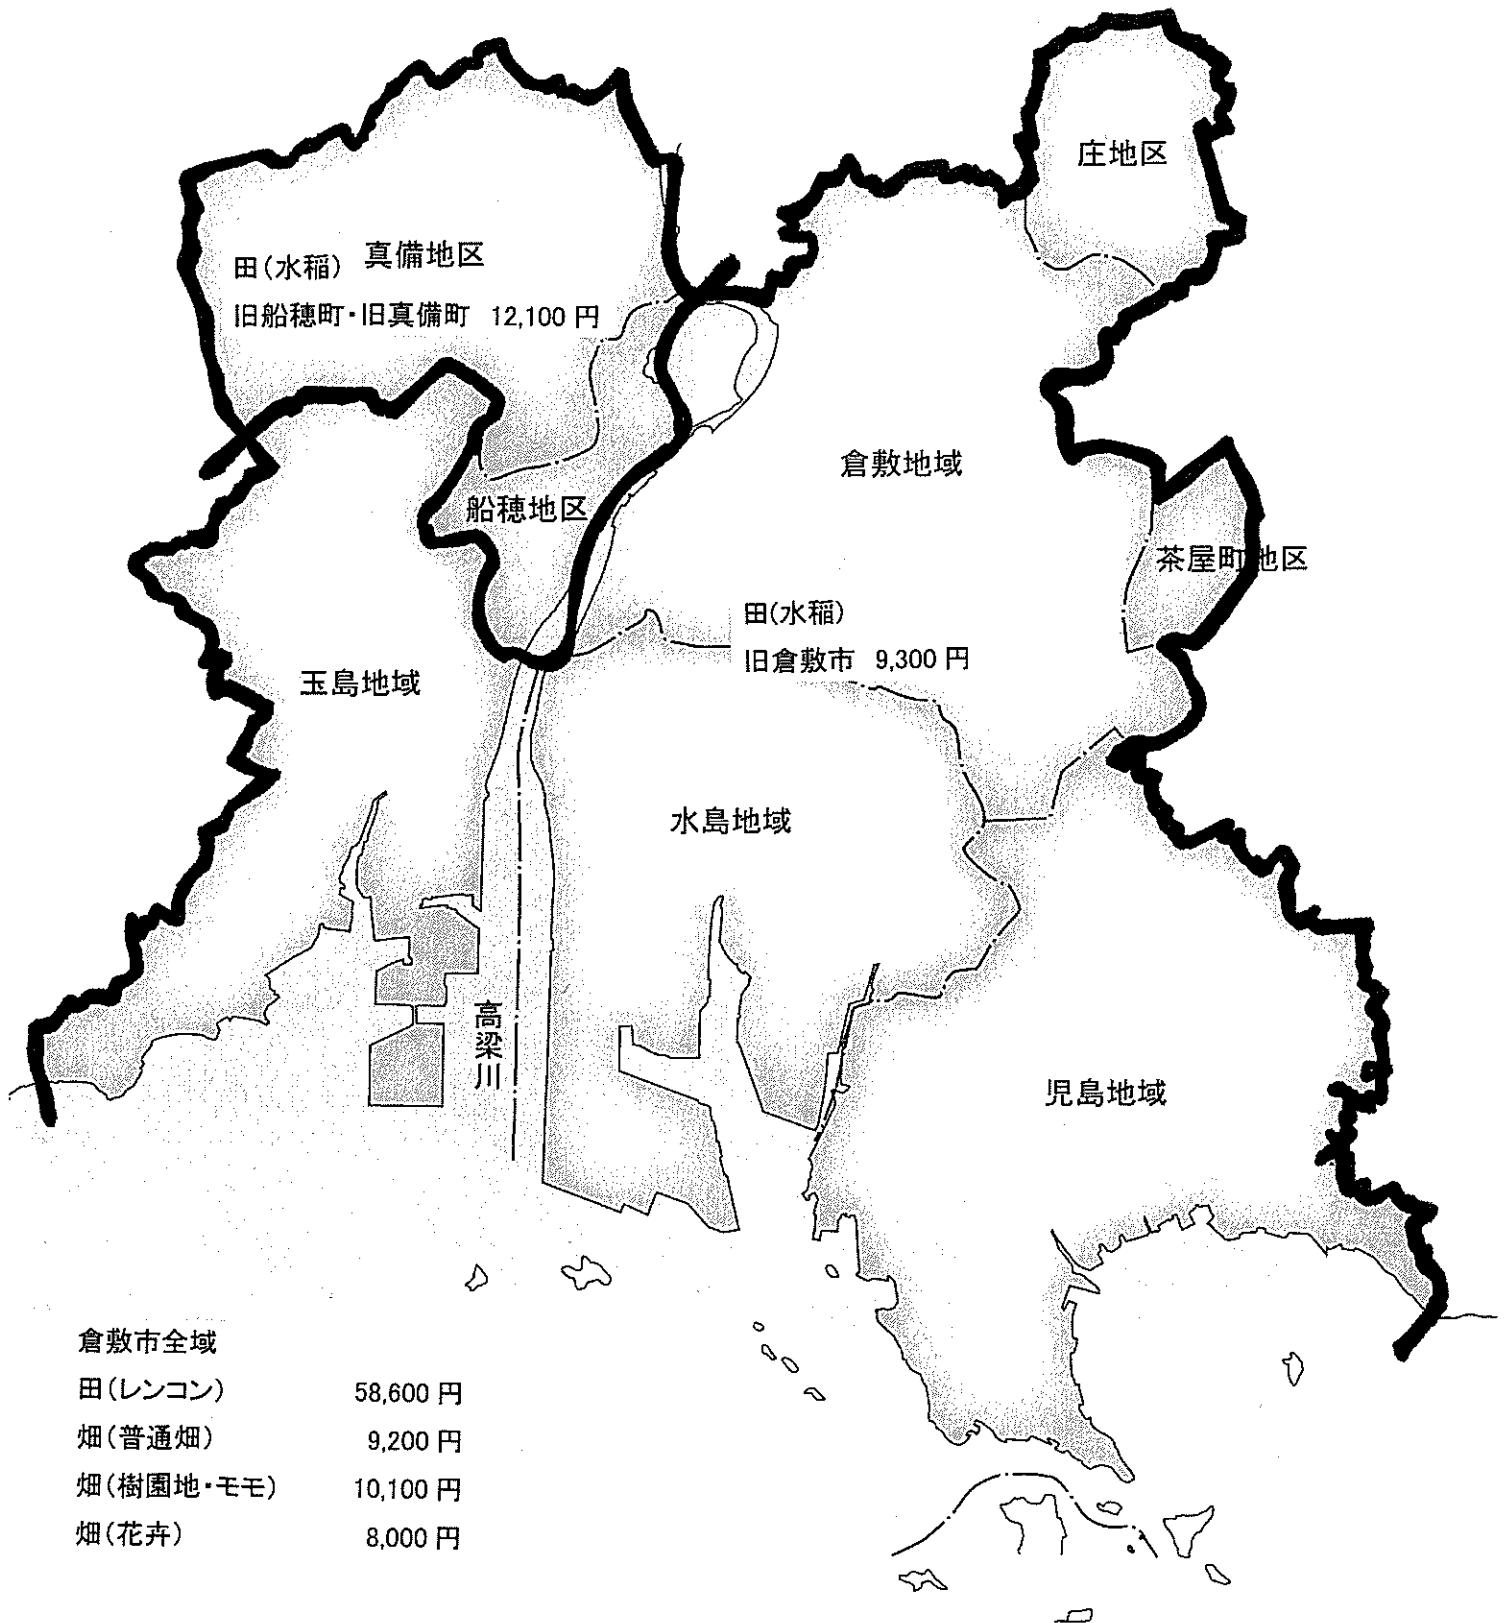 庄地区
真備地区
田(水稲)
旧船穂町・旧真備町 12,100 円
倉敷地域
船穂地区
茶屋町地区
田(水稲)
旧倉敷市 9,300 円
玉島地域
水島地域
高梁川
児島地域
倉敷市全域
田(レンコン) 58,600 円
畑(普通畑) 9,200 円
畑(樹園地・モモ) 10,100 円
畑(花卉) 8,000 円